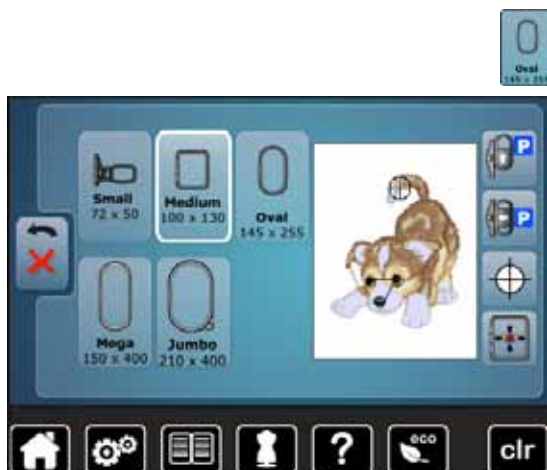 Oval
145 x 255
P
Small
72 x 50
Medium
100 x 130
Oval
145 x 255
P
Mega
150 x 400
Jumbo
210 x 400
?
eco
clr